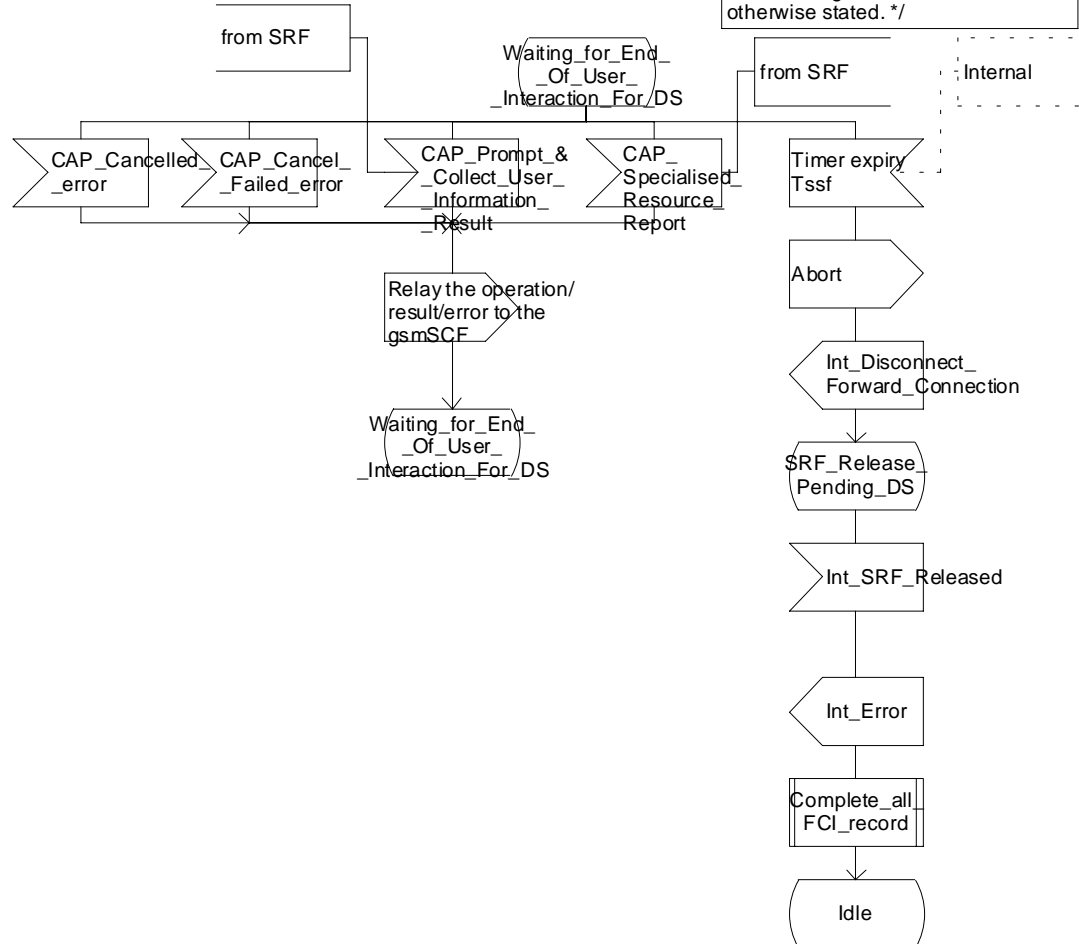 otherwise stated. */
from SRF
Waiting_for_End_
_Of_User_
_Interaction_For_DS
from SRF
Internal
CAP_Cancelled_
_error
CAP_Cancel_
_Failed_error
CAP_Prompt_&
_Collect_User_
_Information_
_Result
CAP_
Specialised_
Resource_
Report
Timer expiry
Tssf
Abort
Relay the operation/
result/error to the
gsmSCF
Int_Disconnect_
Forward_Connection
Waiting_for_End_
_Of_User_
_Interaction_For_DS
SRF_Release_
Pending_DS
Int_SRF_Released
Int_Error
Complete_all_
FCI_record
Idle